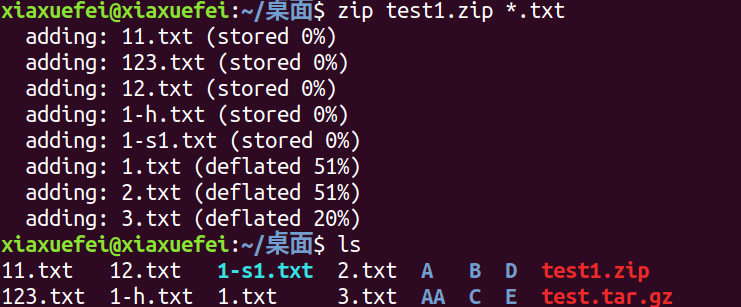 xiaxuefei@xiaxuefei:~/桌面$ zip test1.zip *.txt
  adding: 11.txt (stored 0%)
  adding: 123.txt (stored 0%)
  adding: 12.txt (stored 0%)
  adding: 1-h.txt (stored 0%)
  adding: 1-s1.txt (stored 0%)
  adding: 1.txt (deflated 51%)
  adding: 2.txt (deflated 51%)
  adding: 3.txt (deflated 20%)
xiaxuefei@xiaxuefei:~/桌面$ ls
11.txt   12.txt   1-s1.txt  2.txt  A   B  D  test1.zip
123.txt  1-h.txt  1.txt     3.txt  AA  C  E  test.tar.gz